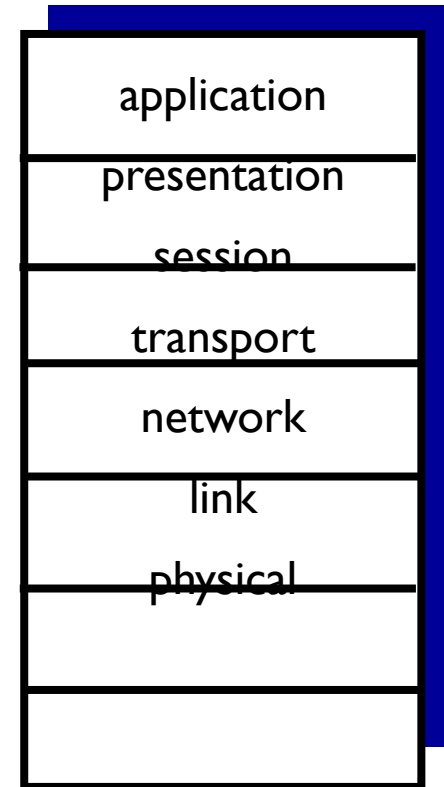 application
presentation
session
transport
network
link
physical